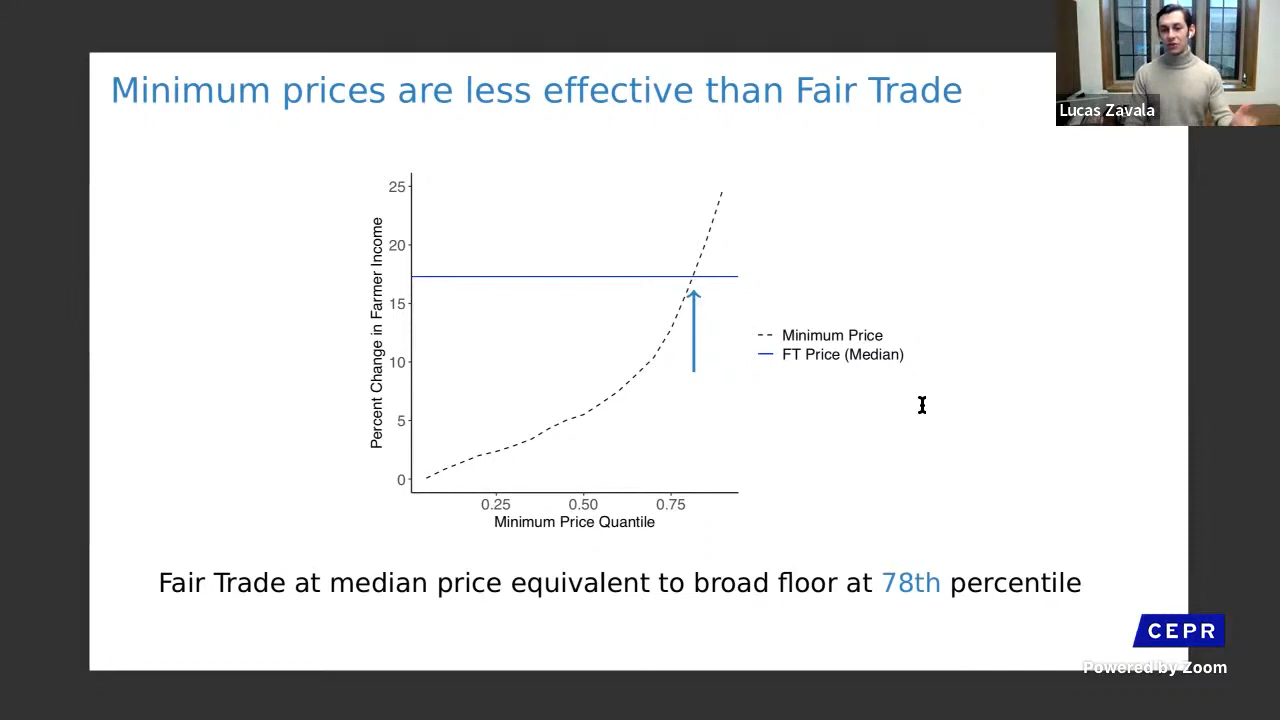 Minimum prices are less effective than Fair Trade
Lucas Zavala
Percent Change in Farmer Income
25
20
15
10
5
0
0.25 0.50 0.75
Minimum Price Quantile
Minimum Price
FT Price (Median)
Fair Trade at median price equivalent to broad floor at 78th percentile
CEPR
Powered by Zoom